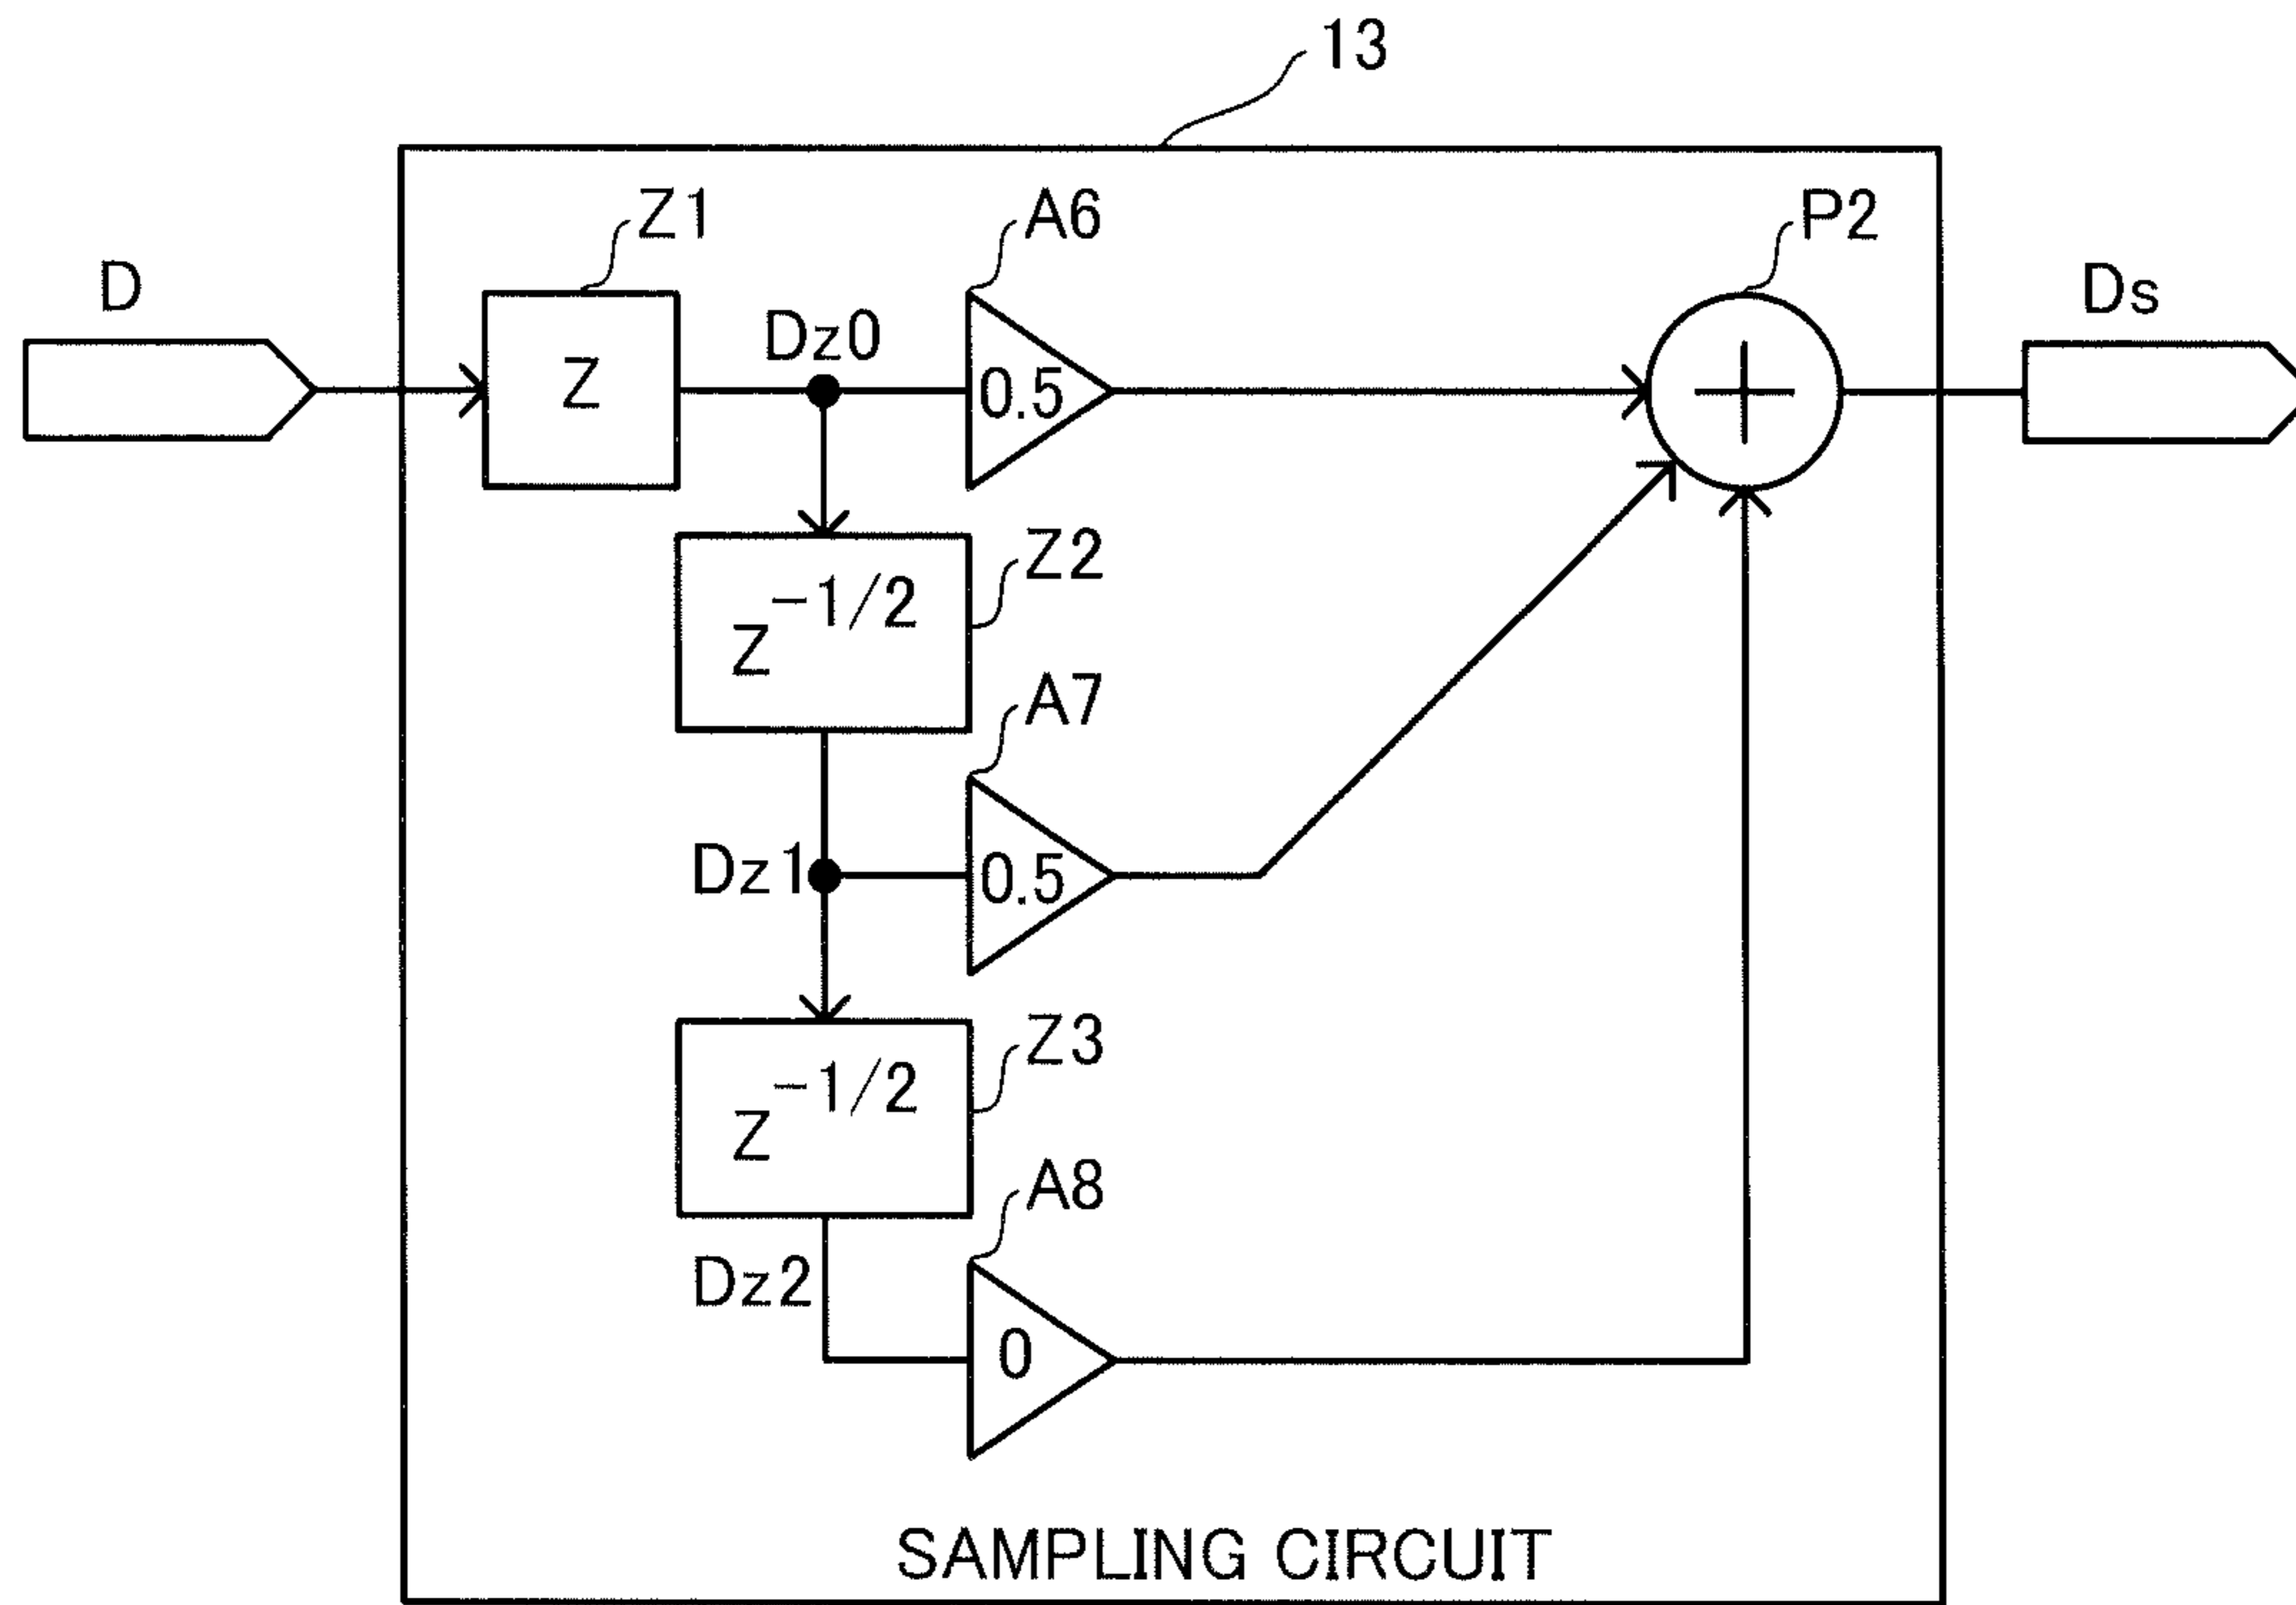 13
Z1
A6
P2
D
Ds
Dz0
Z
0.5
Z2
Z-1/2
A7
Dz1
0.5
Z3
Z-1/2
A8
Dz2
0
SAMPLING CIRCUIT